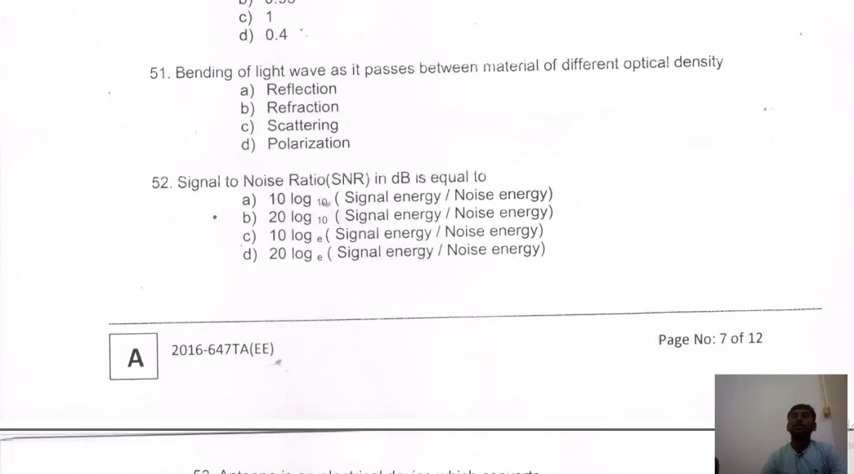 c) 1
d) 0.4
51. Bending of light wave as it passes between material of different optical density
a) Reflection
b) Refraction
c) Scattering
d) Polarization
52. Signal to Noise Ratio(SNR) in dB is equal to
a) 10 log 10 ( Signal energy / Noise energy)
b) 20 log 10 ( Signal energy / Noise energy)
c) 10 log e ( Signal energy / Noise energy)
d) 20 log e ( Signal energy / Noise energy)
A
2016-647TA(EE)
Page No: 7 of 12